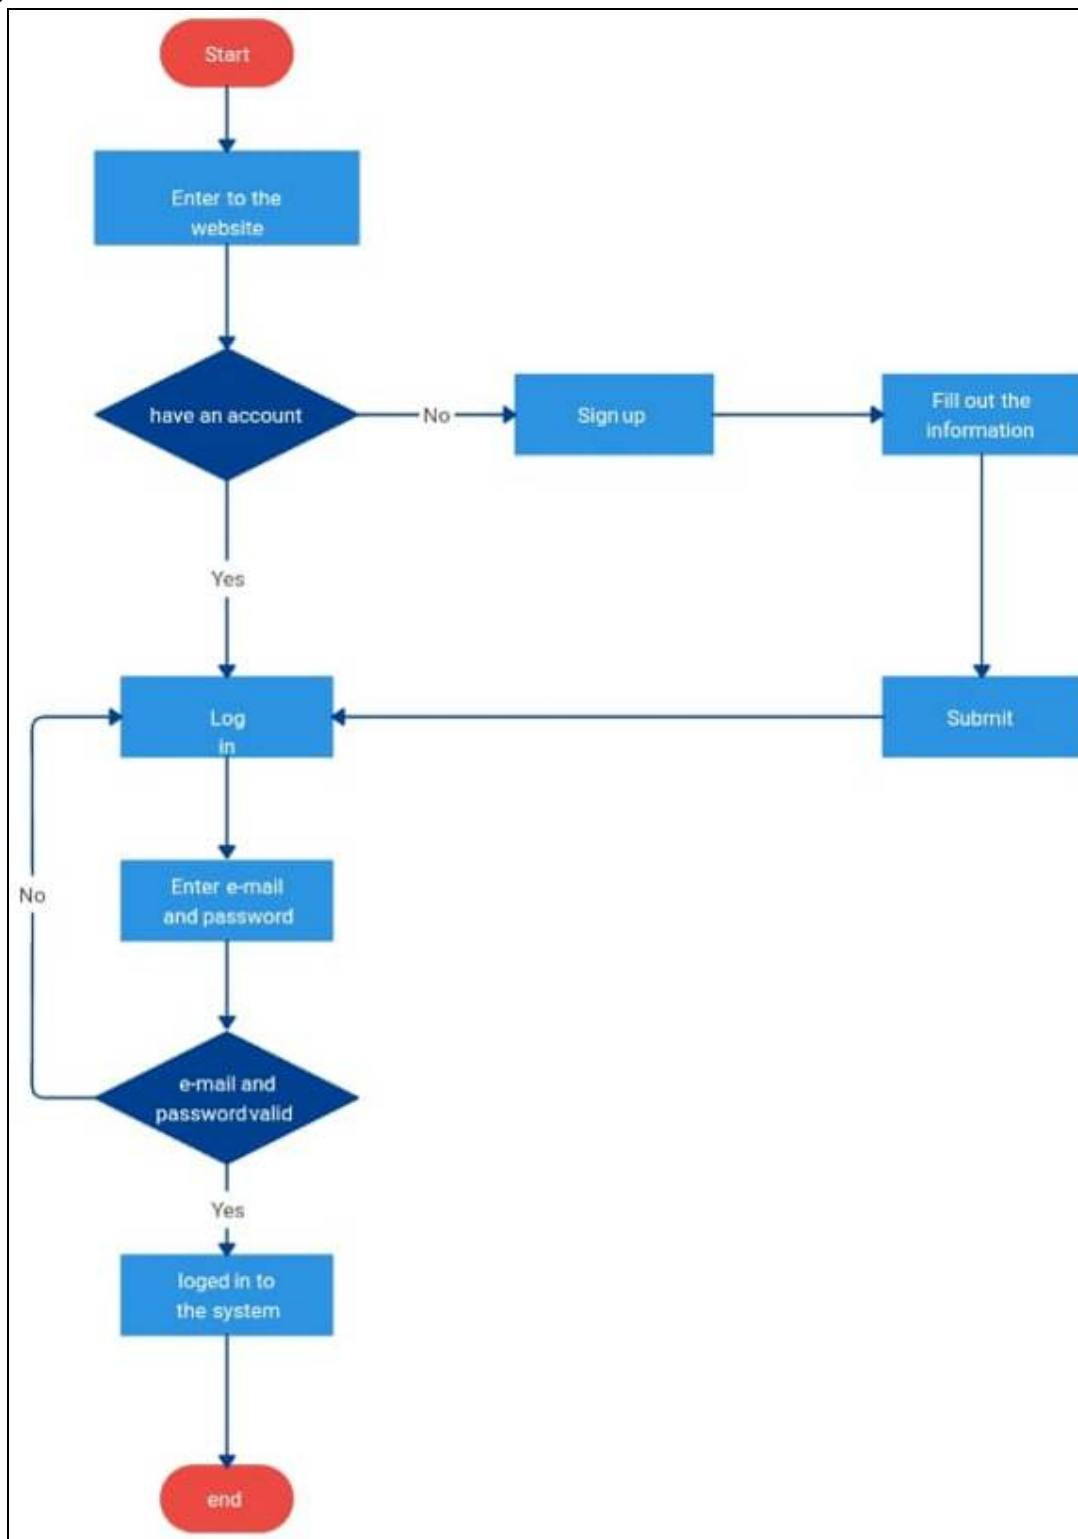 Start
Enter to the
website
have an account
No
Sign up
Fill out the
information
Yes
Log
in
Submit
No
Enter e-mail
and password
e-mail and
password valid
Yes
loged in to
the system
end